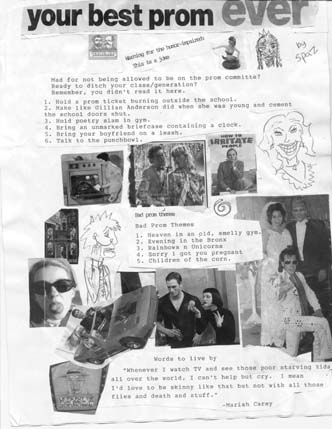 your best prom ever
Warning for the humor-impaired:
This is a joke
by
Spaz
Mad for not being allowed to be on the prom committe?
Ready to ditch your class/generation?
Remember, you didn't read it here.
1. Hold a prom ticket burning outside the school.
2. Make like Gillian Anderson did when she was young and cement
the school doors shut.
3. Hold poetry slam in gym.
4. Bring an unmarked briefcase containing a clock.
5. Bring your boyfriend on a leash.
6. Talk to the punchbowl.
HOW TO
IRRITATE
PEOPLE
Bad prom themes
6
Bad Prom Themes
1. Heaven in an old, smelly gym.
2. Evening in the Bronx
3. Rainbows n Unicorns
4. Sorry i got you pregnant
5. Children of the corn.
Words to live by
"Whenever I watch TV and see those poor starving kids
all over the world, I can't help but cry. I mean
I'd love to be skinny like that but not with all those
flies and death and stuff."
-Mariah Carey